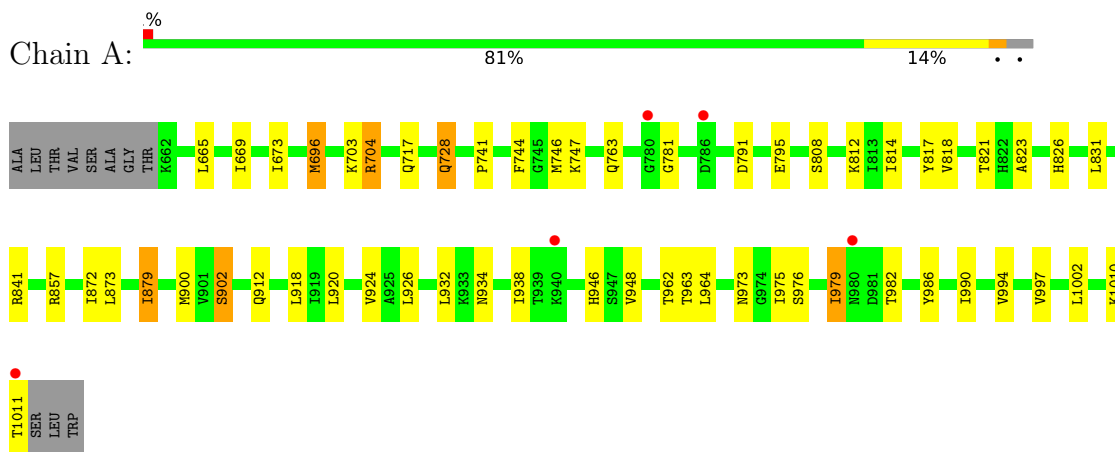 .%
Chain A:
81% 14% . .
ALA LEU THR VAL SER ALA GLY THR K662 L665 I669 I673 M696 K703 R704 Q717 Q728 P741 F744 G745 M746 K747 Q763 G780 G781 D786 D791 E795 S808 K812 I813 I814 Y817 V818 T821 H822 A823 H826 L831
R841 R857 I872 L873 I879 M900 V901 S902 Q912 L918 I919 L920 V924 A925 L926 L932 K933 N934 I938 T939 K940 H946 S947 V948 T962 T963 L964 N973 G974 I975 S976 I979 N980 D981 T982 Y986 I990 V994 V997 L1002 K1010
T1011 SER LEU TRP